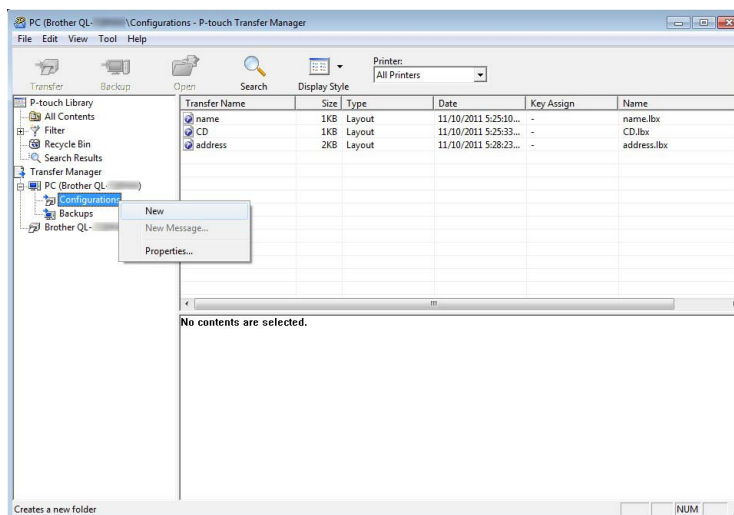 PC (Brother QL- \Configurations - P-touch Transfer Manager
File Edit View Tool Help
Printer:
All Printers
Transfer Backup Open Search Display Style
P-touch Library
All Contents
Filter
Recycle Bin
Search Results
Transfer Manager
PC (Brother QL- )
Configurations
Backups
Brother QL-
New
New Message...
Properties...
Transfer Name Size Type Date Key Assign Name
name 1KB Layout 11/10/2011 5:25:10... - name.lbx
CD 1KB Layout 11/10/2011 5:25:33... - CD.lbx
address 2KB Layout 11/10/2011 5:28:23... - address.lbx
No contents are selected.
Creates a new folder NUM